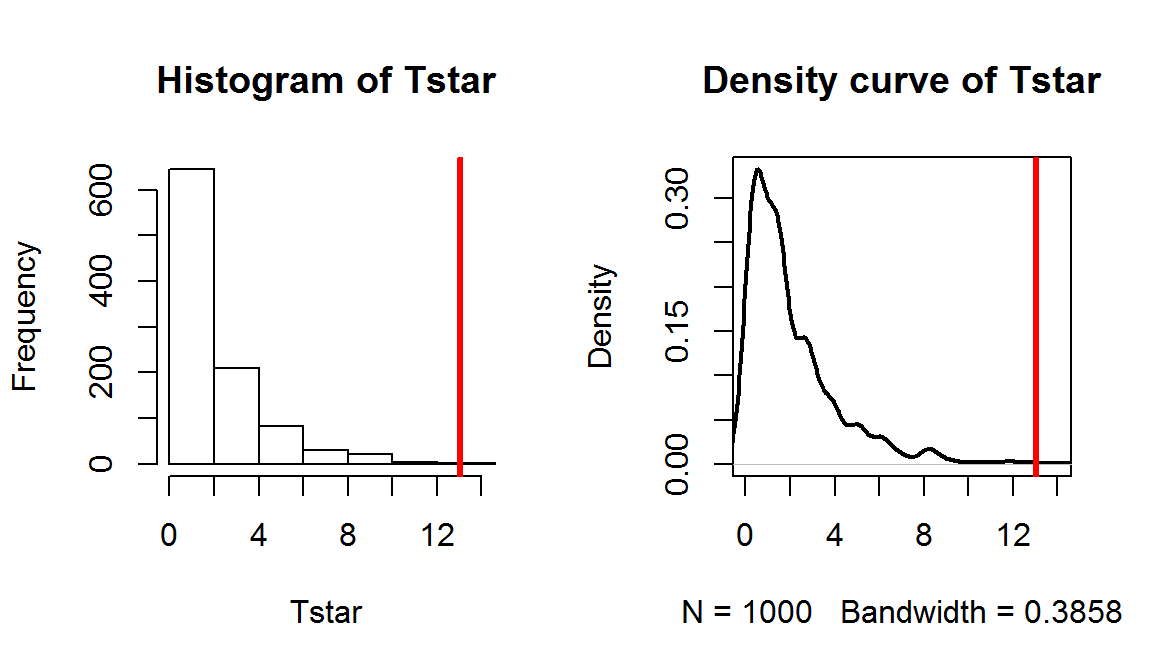 Histogram of Tstar
Frequency
0 200 400 600
0 4 8 12
Tstar
Density curve of Tstar
Density
0.00 0.15 0.30
0 4 8 12
N = 1000 Bandwidth = 0.3858